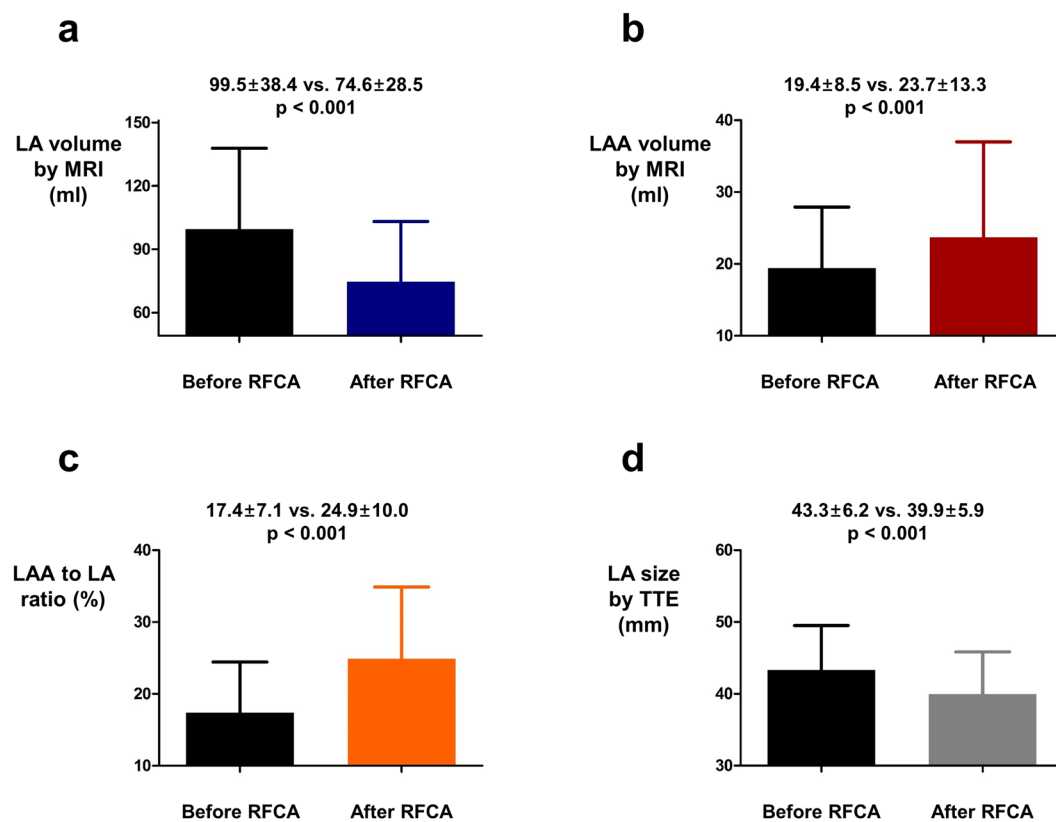 a
99.5±38.4 vs. 74.6±28.5
p < 0.001
LA volume
by MRI
(ml)
150
120
90
60
Before RFCA
After RFCA
b
19.4±8.5 vs. 23.7±13.3
p < 0.001
LAA volume
by MRI
(ml)
40
30
20
10
Before RFCA
After RFCA
c
17.4±7.1 vs. 24.9±10.0
p < 0.001
LAA to LA
ratio (%)
40
30
20
10
Before RFCA
After RFCA
d
43.3±6.2 vs. 39.9±5.9
p < 0.001
LA size
by TTE
(mm)
60
50
40
30
Before RFCA
After RFCA